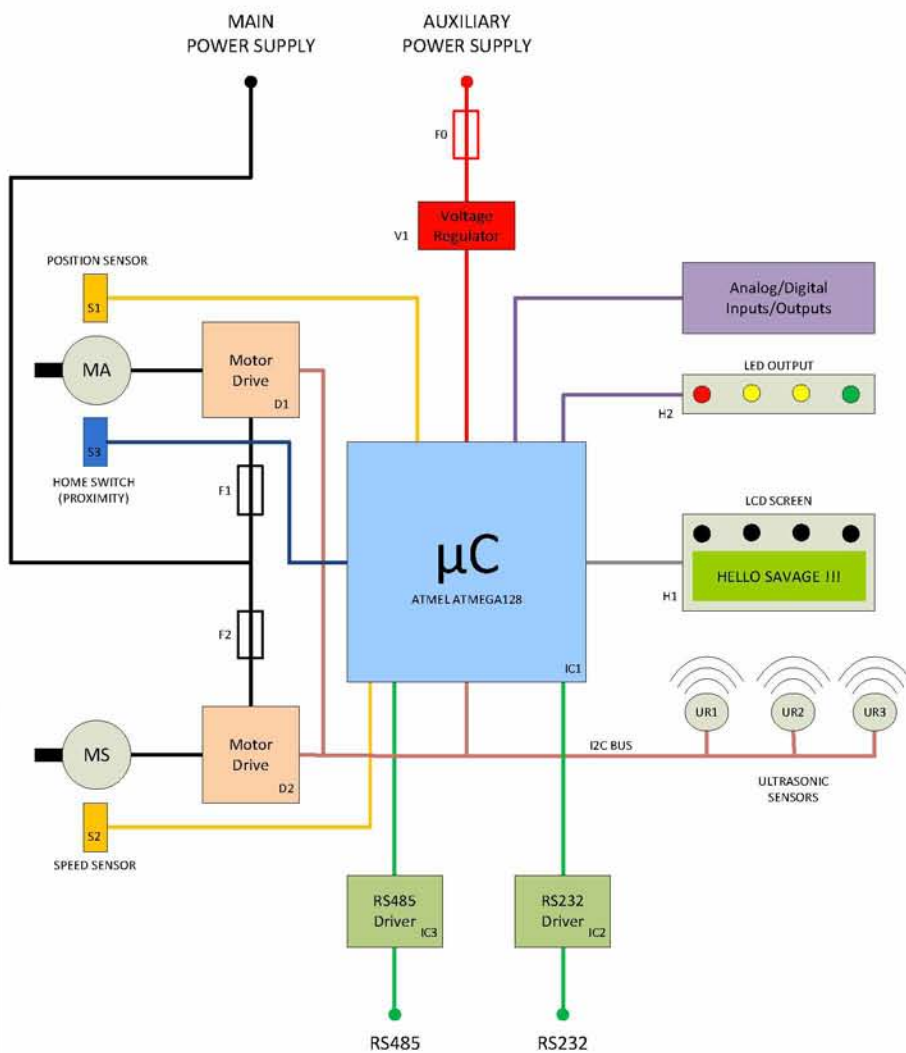 MAIN
POWER SUPPLY
AUXILIARY
POWER SUPPLY
F0
Voltage
Regulator
V1
POSITION SENSOR
S1
Analog/Digital
Inputs/Outputs
MA
Motor
Drive
D1
LED OUTPUT
H2
S3
HOME SWITCH
(PROXIMITY)
F1
LCD SCREEN
HELLO SAVAGE !!!
H1
µC
ATMEL ATMEGA128
IC1
F2
UR1
UR2
UR3
MS
Motor
Drive
D2
I2C BUS
ULTRASONIC
SENSORS
S2
SPEED SENSOR
RS485
Driver
IC3
RS232
Driver
IC2
RS485
RS232